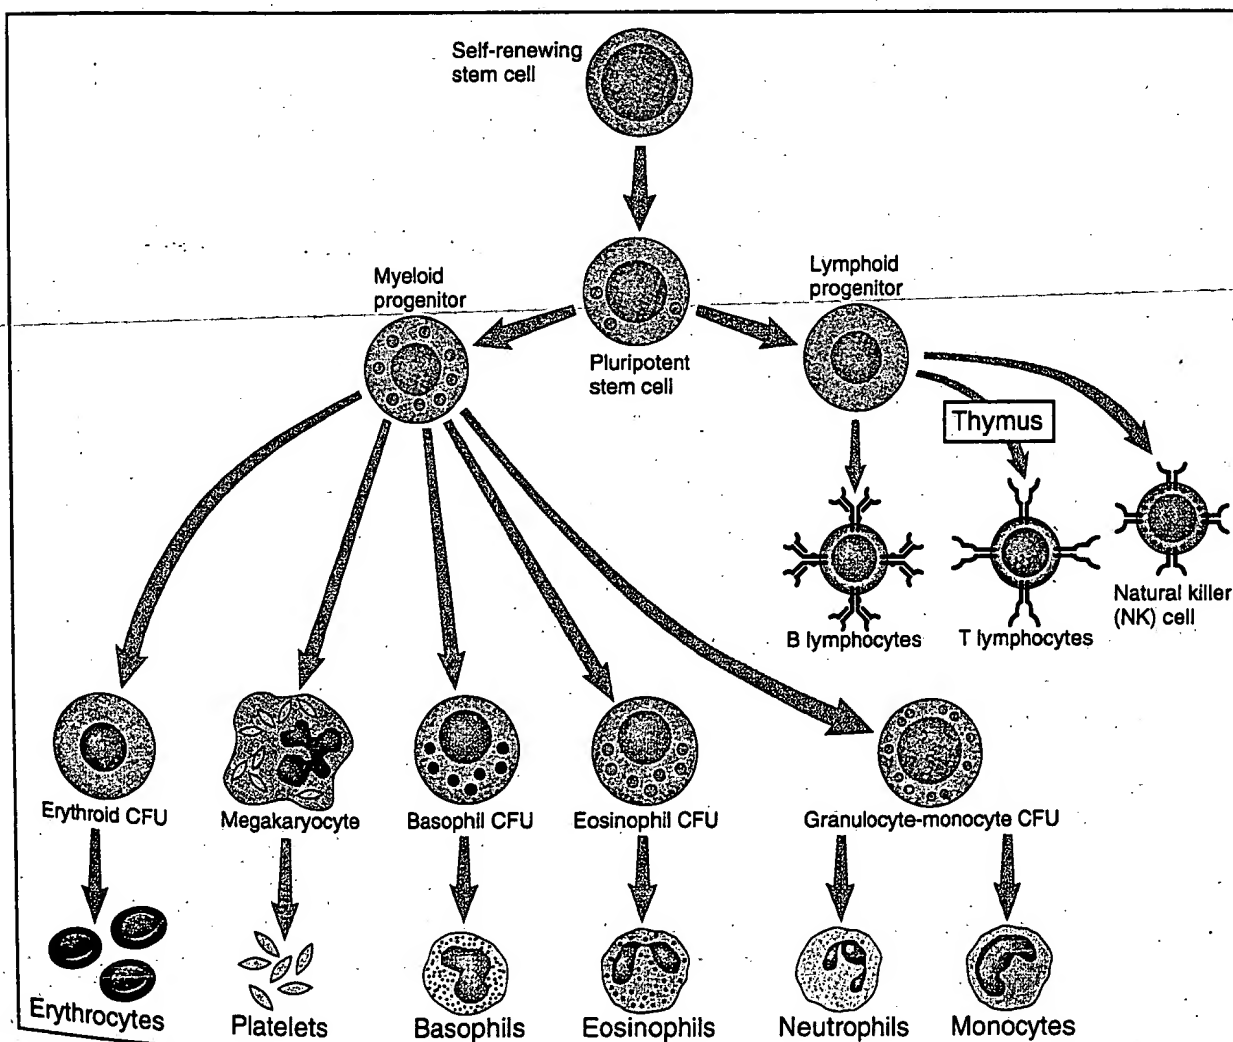 Self-renewing
stem cell
Myeloid
progenitor
Lymphoid
progenitor
Pluripotent
stem cell
Thymus
B lymphocytes
T lymphocytes
Natural killer
(NK) cell
Erythroid CFU
Megakaryocyte
Basophil CFU
Eosinophil CFU
Granulocyte-monocyte CFU
Erythrocytes
Platelets
Basophils
Eosinophils
Neutrophils
Monocytes